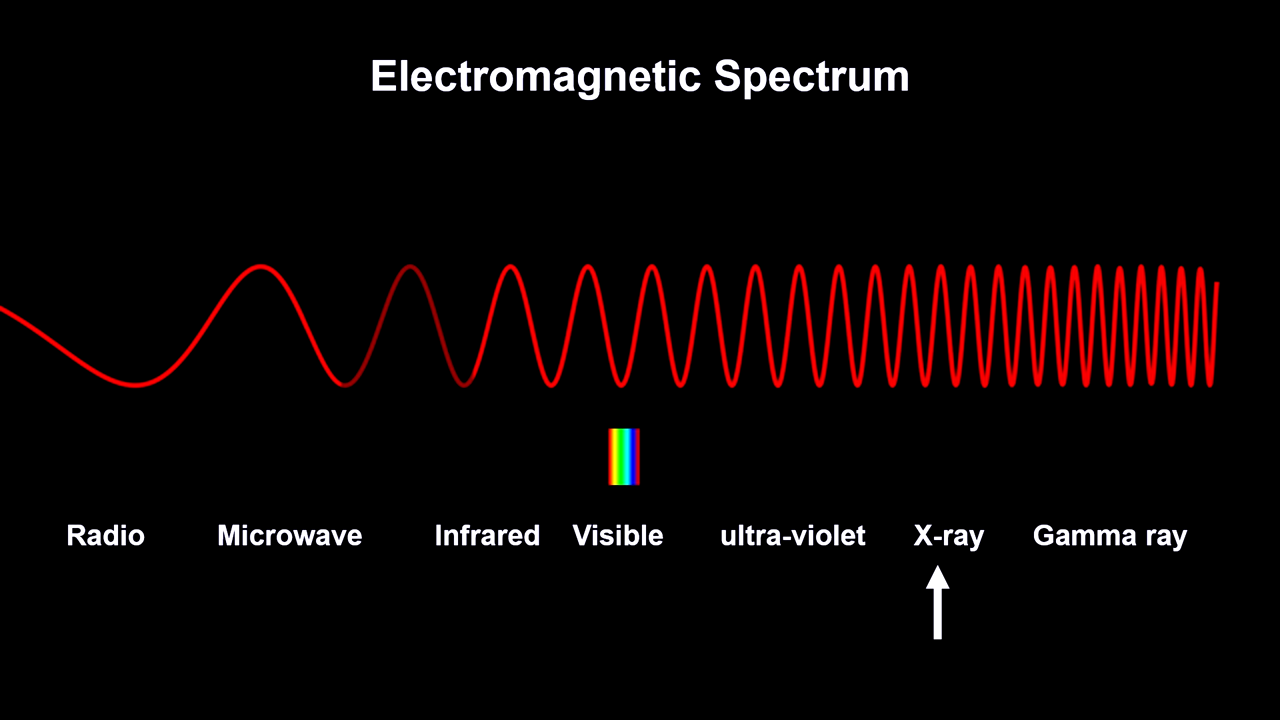 Electromagnetic Spectrum
Radio Microwave Infrared Visible ultra-violet X-ray Gamma ray